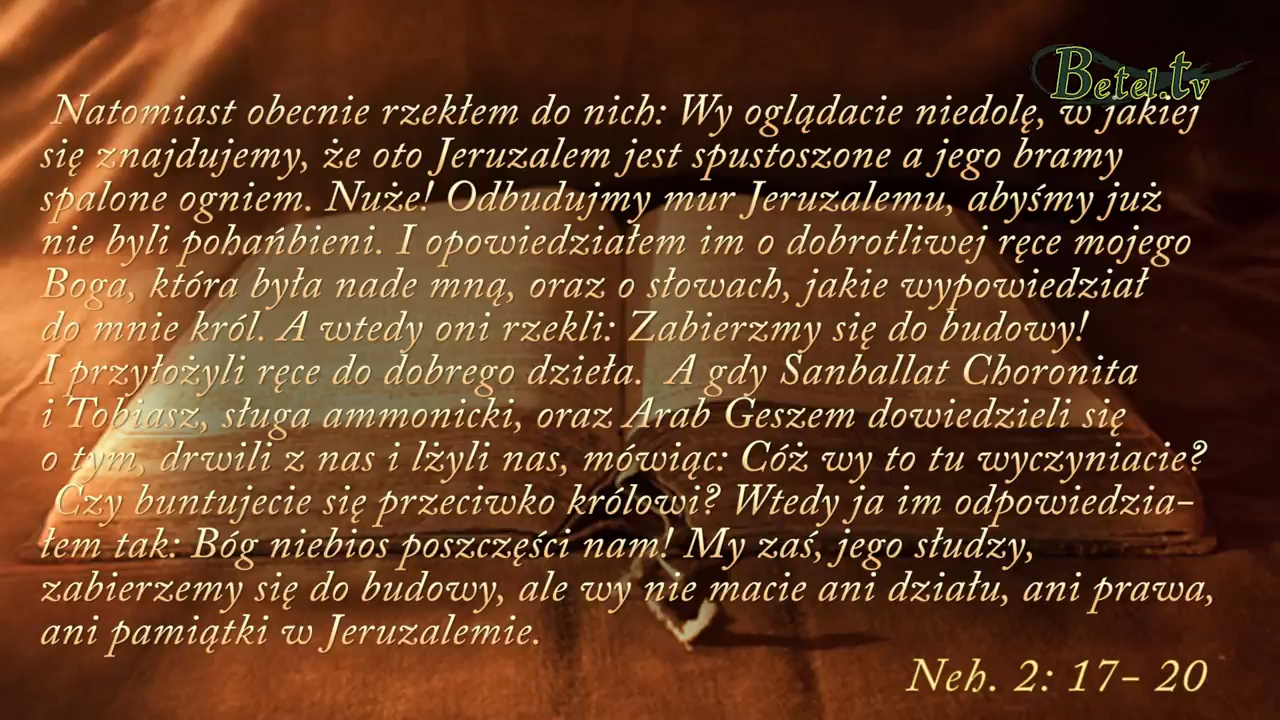 Betel.tv
Natomiast obecnie rzekłem do nich: Wy oglądacie niedolę, w jakiej
się znajdujemy, że oto Jeruzalem jest spustoszone a jego bramy
spalone ogniem. Nuże! Odbudujmy mur Jeruzalemu, abyśmy już
nie byli pohańbieni. I opowiedziałem im o dobrotliwej ręce mojego
Boga, która była nade mną, oraz o słowach, jakie wypowiedział
do mnie król. A wtedy oni rzekli: Zabierzmy się do budowy!
I przyłożyli ręce do dobrego dzieła. A gdy Sanballat Choronita
i Tobiasz, sługa ammonicki, oraz Arab Geszem dowiedzieli się
o tym, drwili z nas i lżyli nas, mówiąc: Cóż wy to tu wyczyniacie?
Czy buntujecie się przeciwko królowi? Wtedy ja im odpowiedzia-
łem tak: Bóg niebios poszczęści nam! My zaś, jego słudzy,
zabierzemy się do budowy, ale wy nie macie ani działu, ani prawa,
ani pamiątki w Jeruzalemie.
Neh. 2: 17- 20